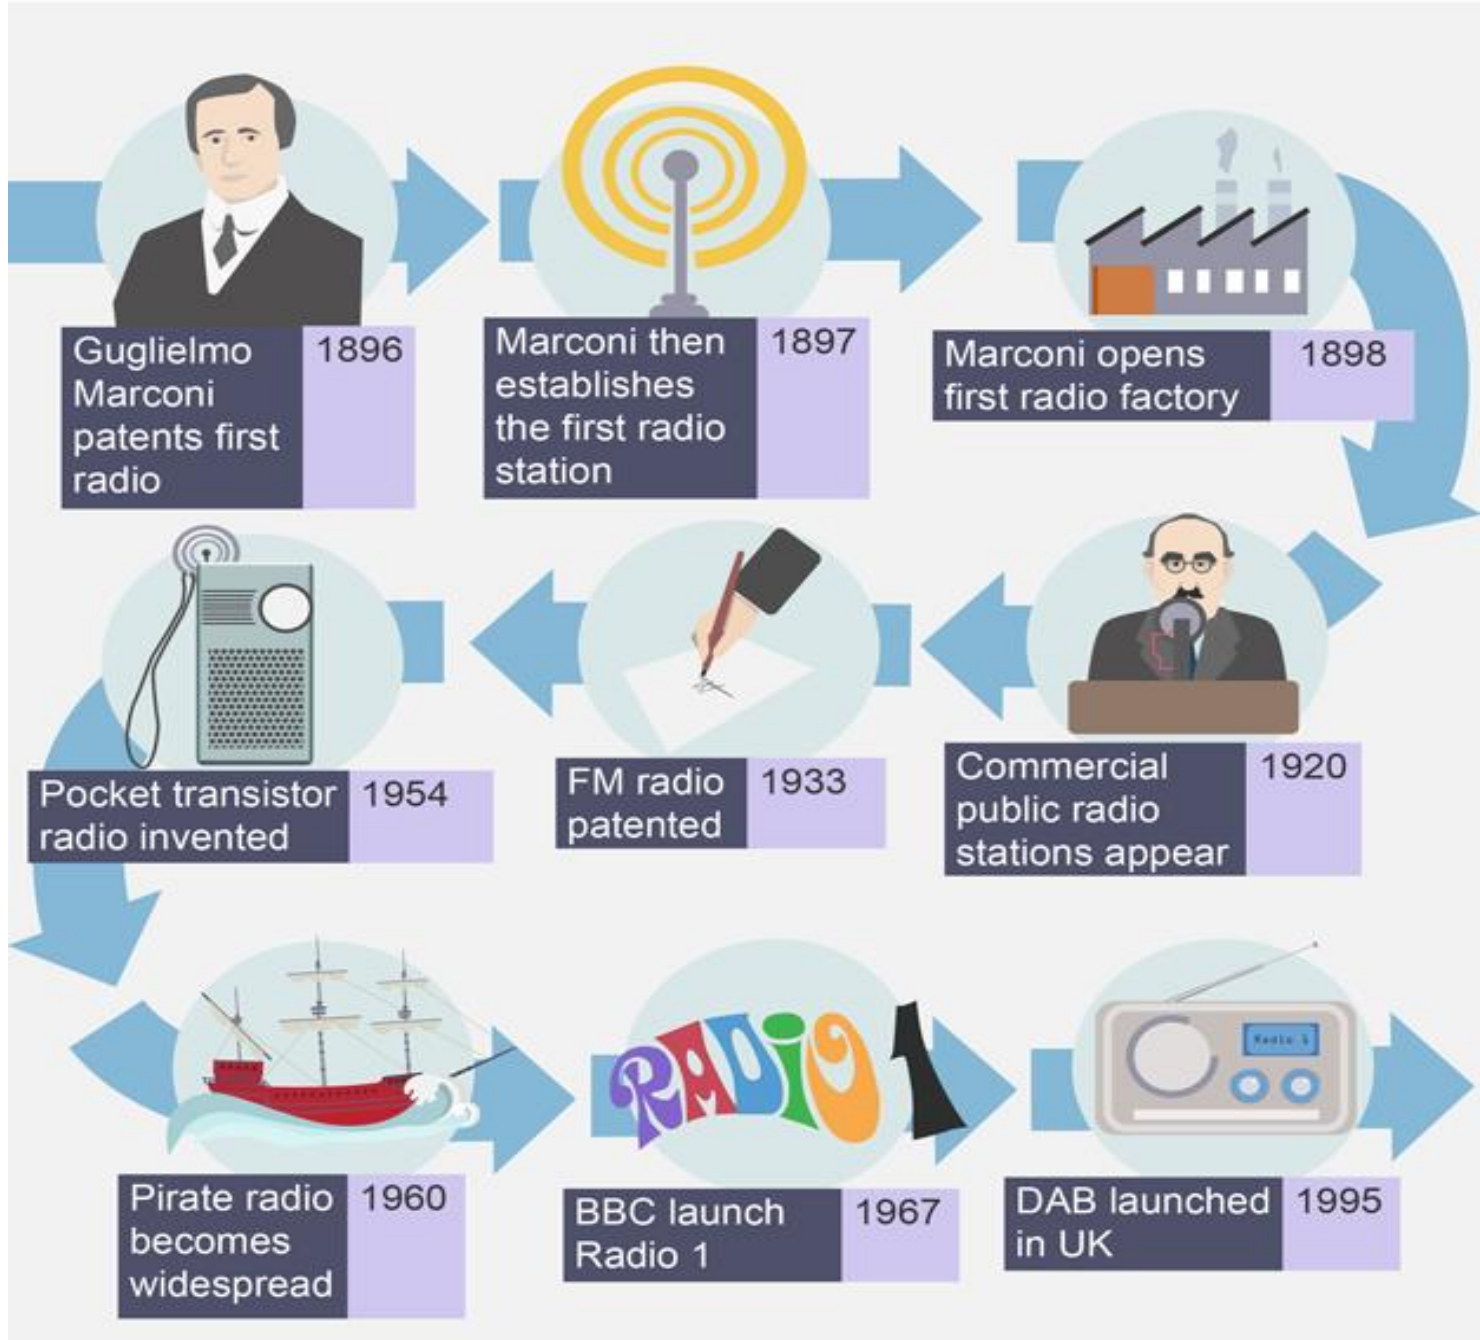 Guglielmo
Marconi
patents first
radio
1896
Marconi then
establishes
the first radio
station
1897
Marconi opens
first radio factory
1898
Commercial
public radio
stations appear
1920
FM radio
patented
1933
Pocket transistor
radio invented
1954
Pirate radio
becomes
widespread
1960
RADiO 1
BBC launch
Radio 1
1967
Radio 1
DAB launched
in UK
1995